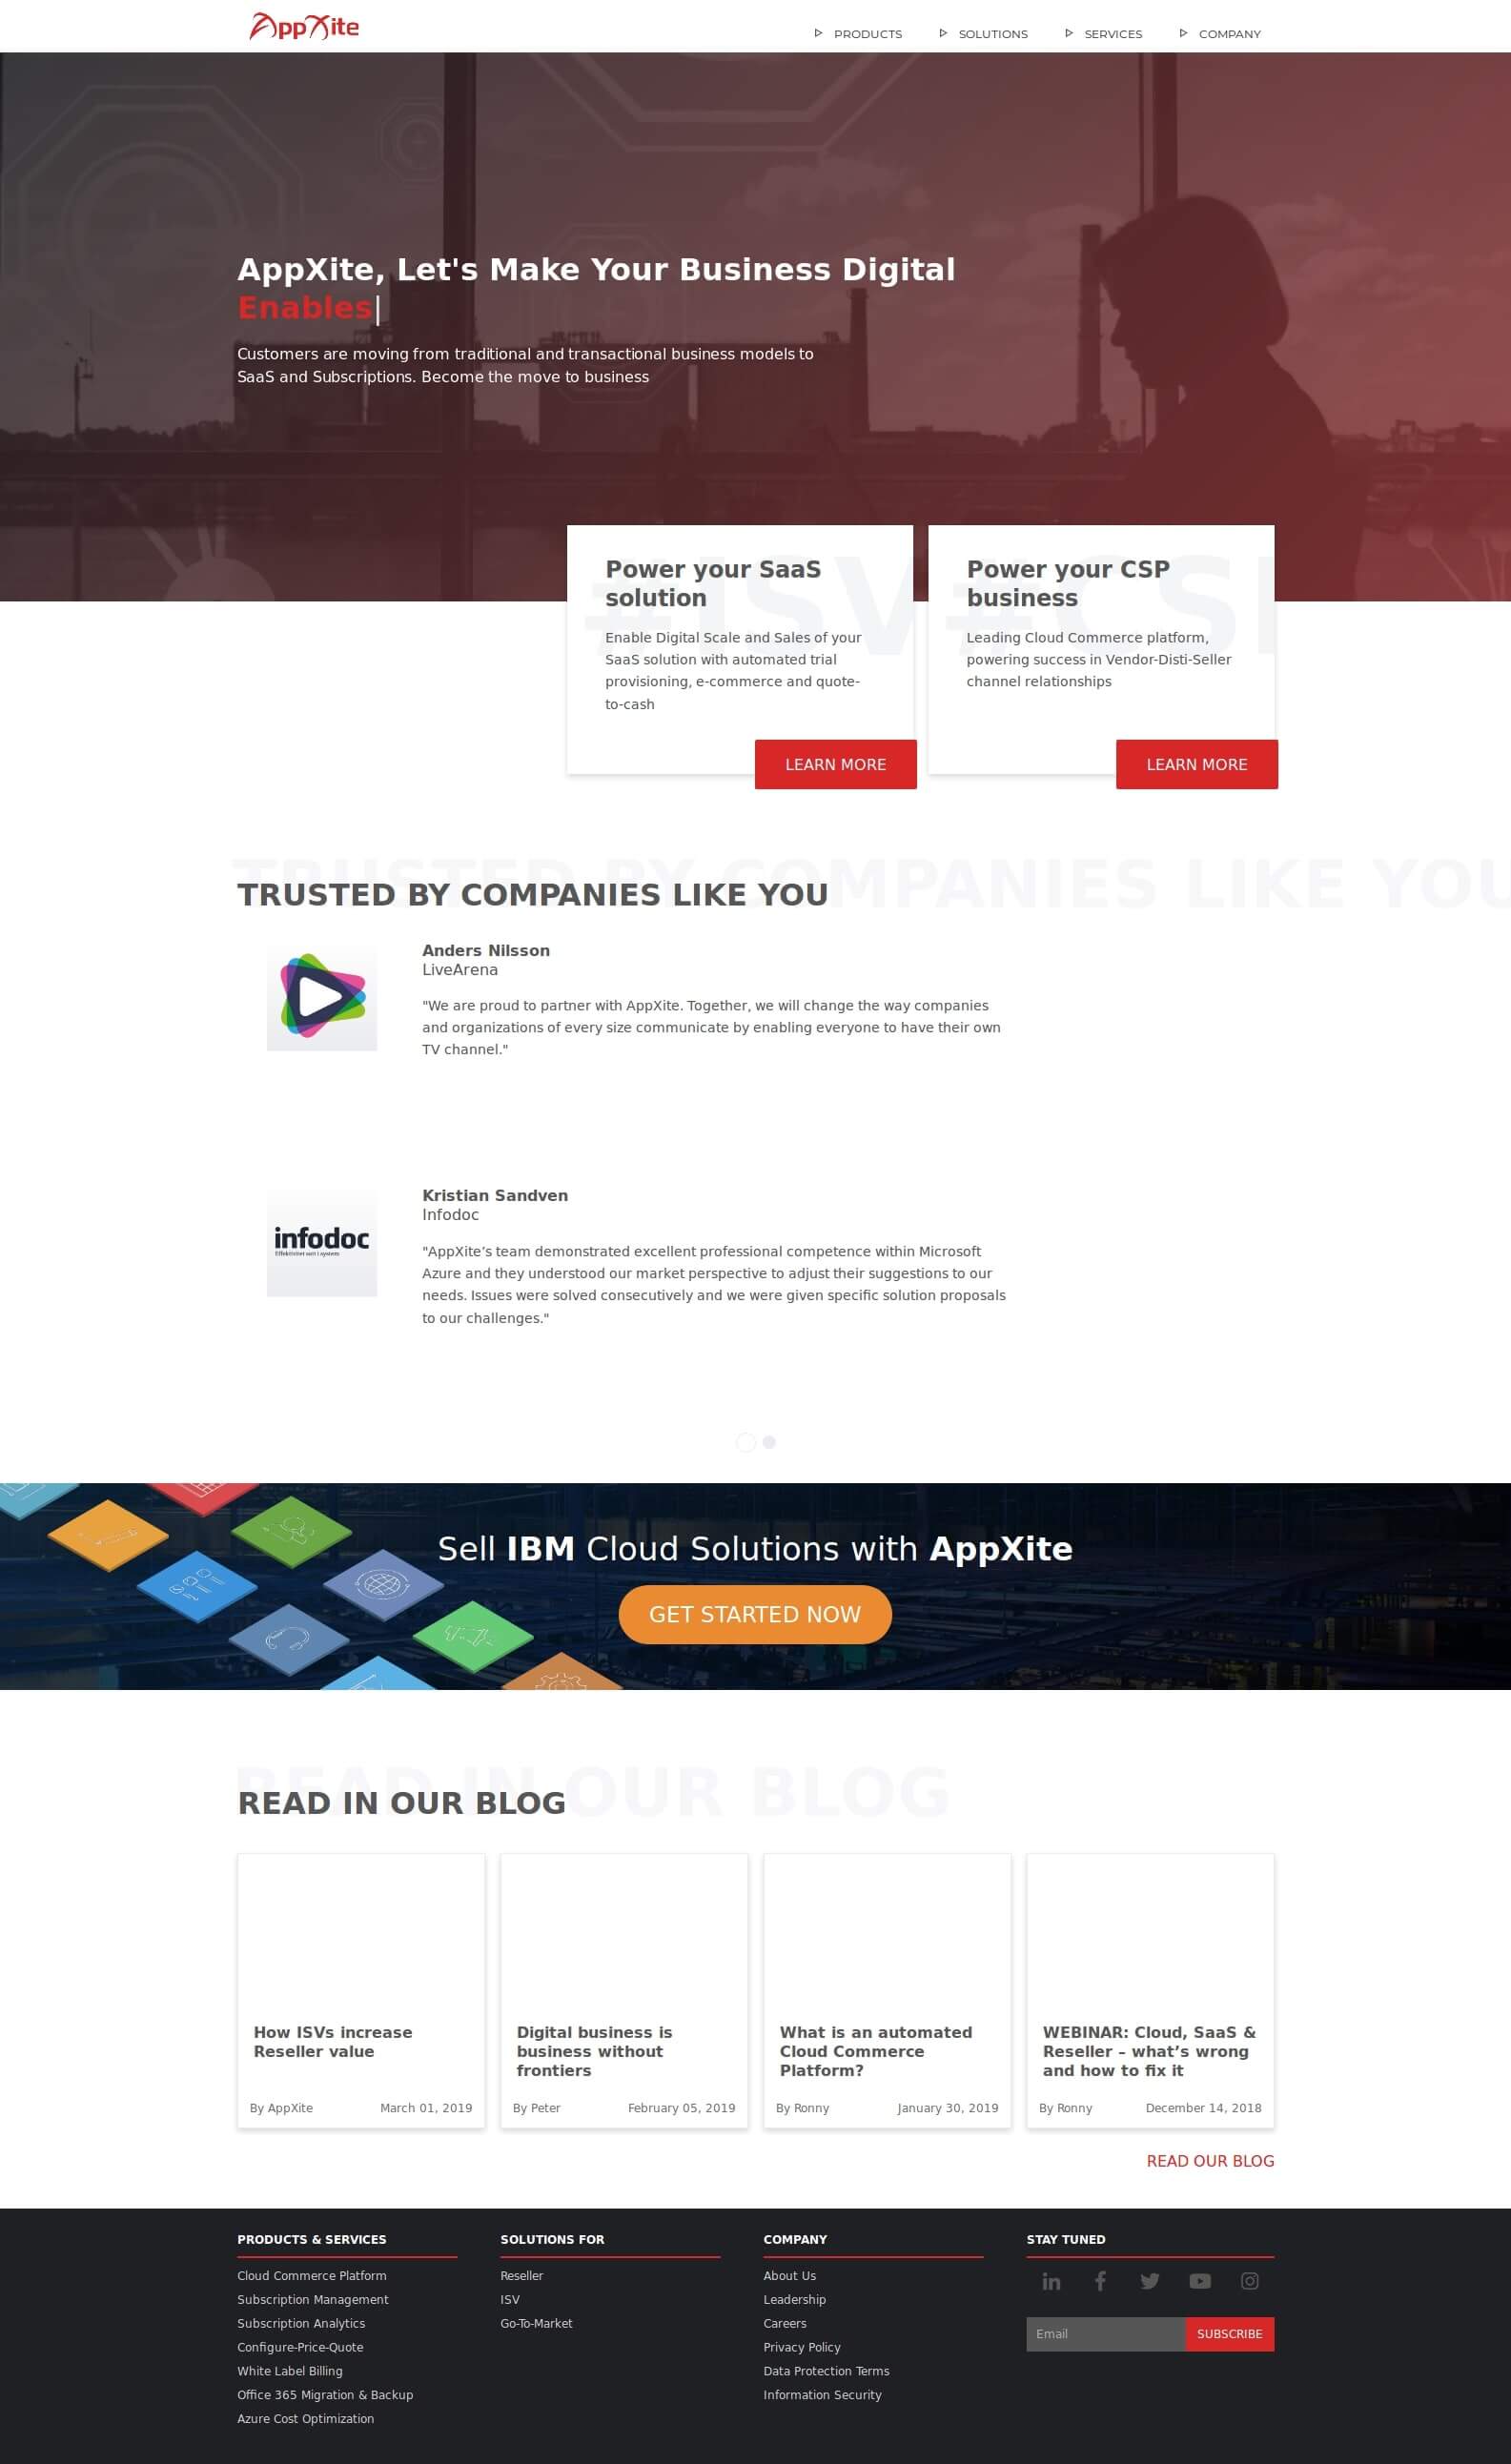 AppXite
PRODUCTS
SOLUTIONS
SERVICES
COMPANY
AppXite, Let's Make Your Business Digital
Enables|
Customers are moving from traditional and transactional business models to
SaaS and Subscriptions. Become the move to business
#ISV
Power your SaaS
solution
Enable Digital Scale and Sales of your
SaaS solution with automated trial
provisioning, e-commerce and quote-
to-cash
LEARN MORE
#CSP
Power your CSP
business
Leading Cloud Commerce platform,
powering success in Vendor-Disti-Seller
channel relationships
LEARN MORE
TRUSTED BY COMPANIES LIKE YOU
TRUSTED BY COMPANIES LIKE YOU
Anders Nilsson
LiveArena
"We are proud to partner with AppXite. Together, we will change the way companies
and organizations of every size communicate by enabling everyone to have their own
TV channel."
infodoc
Effektivitet satt i system
Kristian Sandven
Infodoc
"AppXite’s team demonstrated excellent professional competence within Microsoft
Azure and they understood our market perspective to adjust their suggestions to our
needs. Issues were solved consecutively and we were given specific solution proposals
to our challenges."
Sell IBM Cloud Solutions with AppXite
GET STARTED NOW
READ IN OUR BLOG
READ IN OUR BLOG
How ISVs increase
Reseller value
By AppXite March 01, 2019
Digital business is
business without
frontiers
By Peter February 05, 2019
What is an automated
Cloud Commerce
Platform?
By Ronny January 30, 2019
WEBINAR: Cloud, SaaS &
Reseller – what’s wrong
and how to fix it
By Ronny December 14, 2018
READ OUR BLOG
PRODUCTS & SERVICES
Cloud Commerce Platform
Subscription Management
Subscription Analytics
Configure-Price-Quote
White Label Billing
Office 365 Migration & Backup
Azure Cost Optimization
SOLUTIONS FOR
Reseller
ISV
Go-To-Market
COMPANY
About Us
Leadership
Careers
Privacy Policy
Data Protection Terms
Information Security
STAY TUNED
Email
SUBSCRIBE